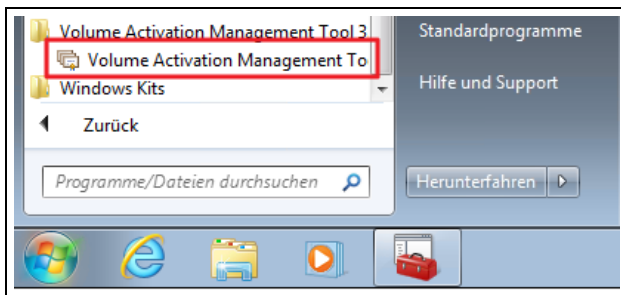 Volume Activation Management Tool 3
Volume Activation Management To
Windows Kits
Zurück
Programme/Dateien durchsuchen
Standardprogramme
Hilfe und Support
Herunterfahren